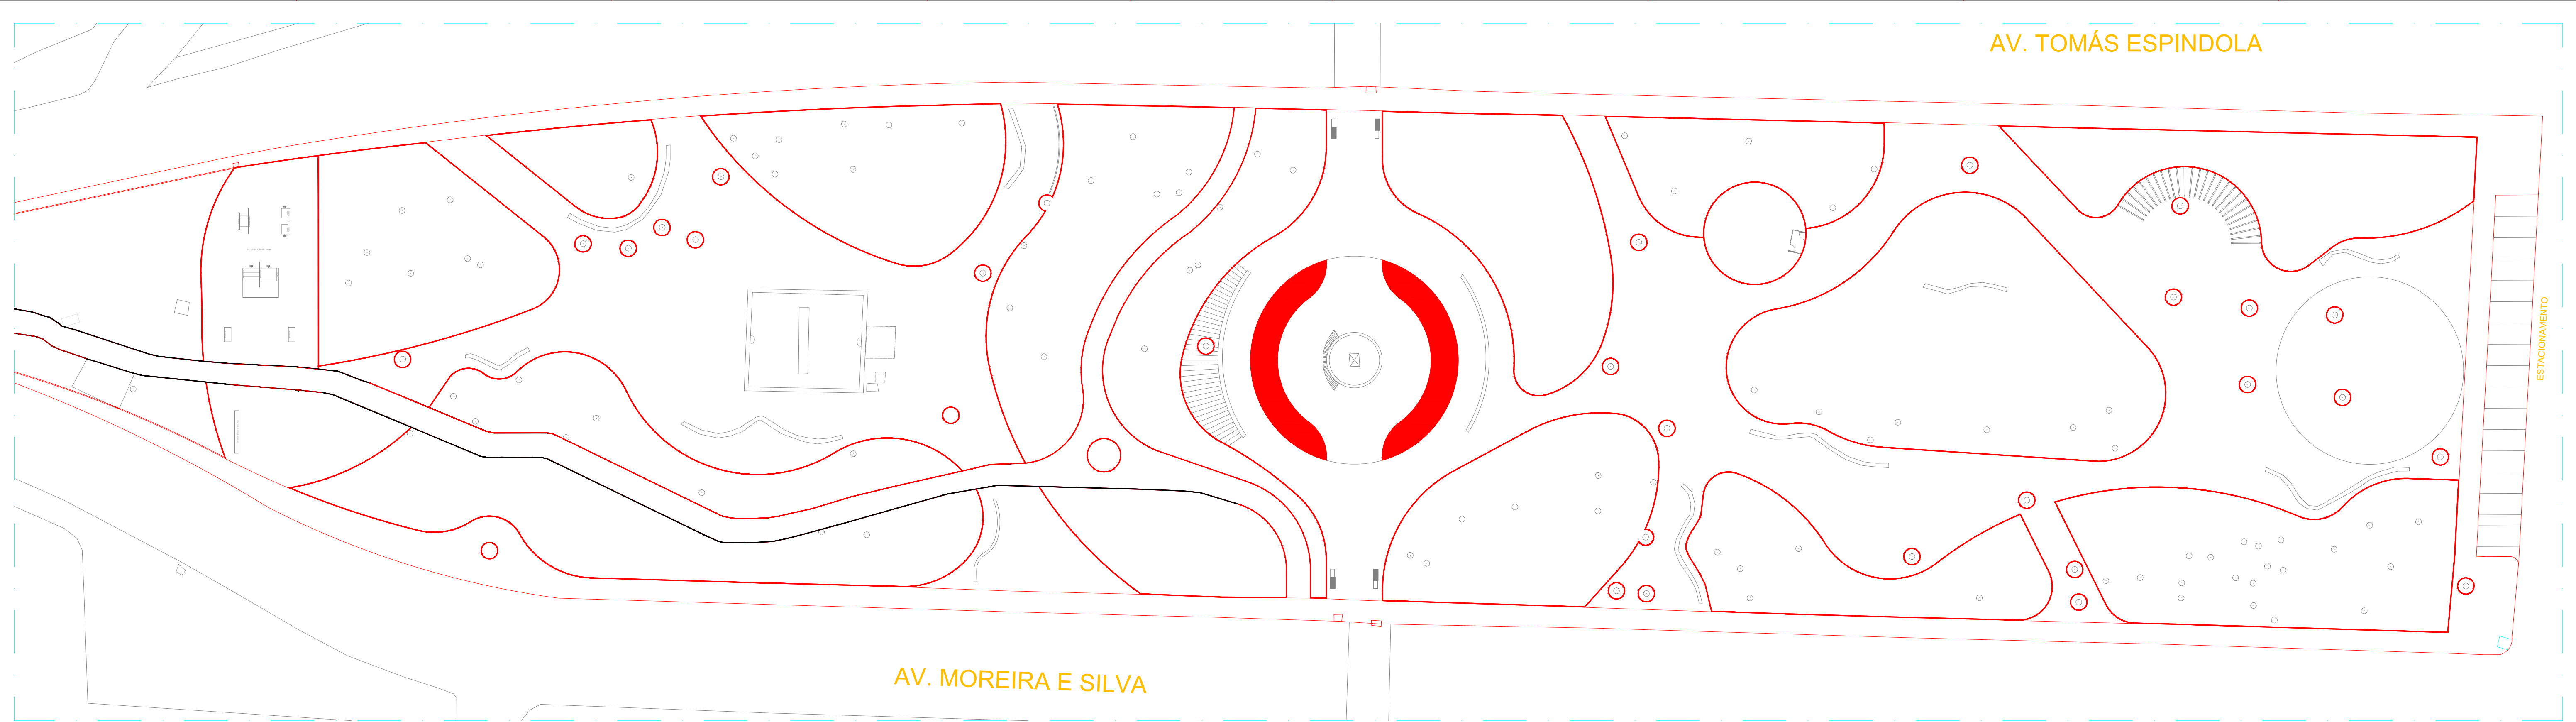 AV. TOMÁS ESPINDOLA
ESTACIONAMENTO
AV. MOREIRA E SILVA